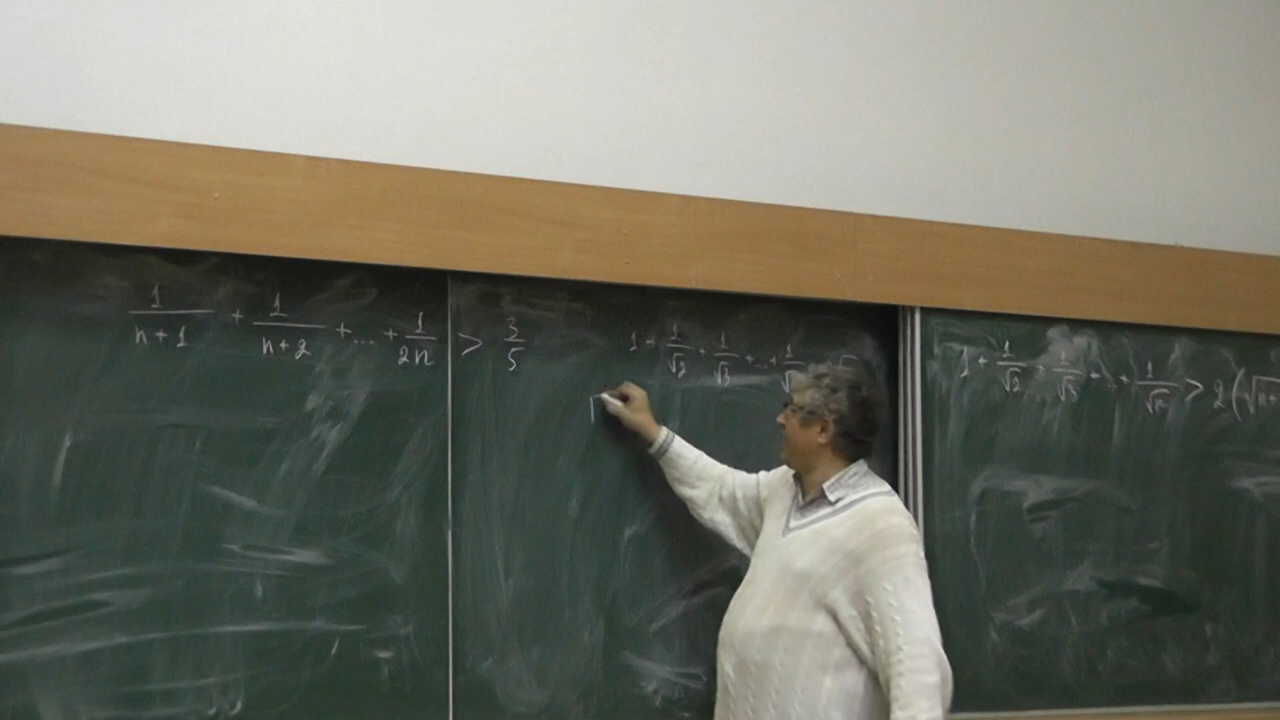 1/(n+1) + 1/(n+2) + ... + 1/(2n) > 3/5
1 + 1/√2 + 1/√3 + ... + 1/√
1 + 1/√2 + 1/√3 + ... + 1/√n > 2(√n+